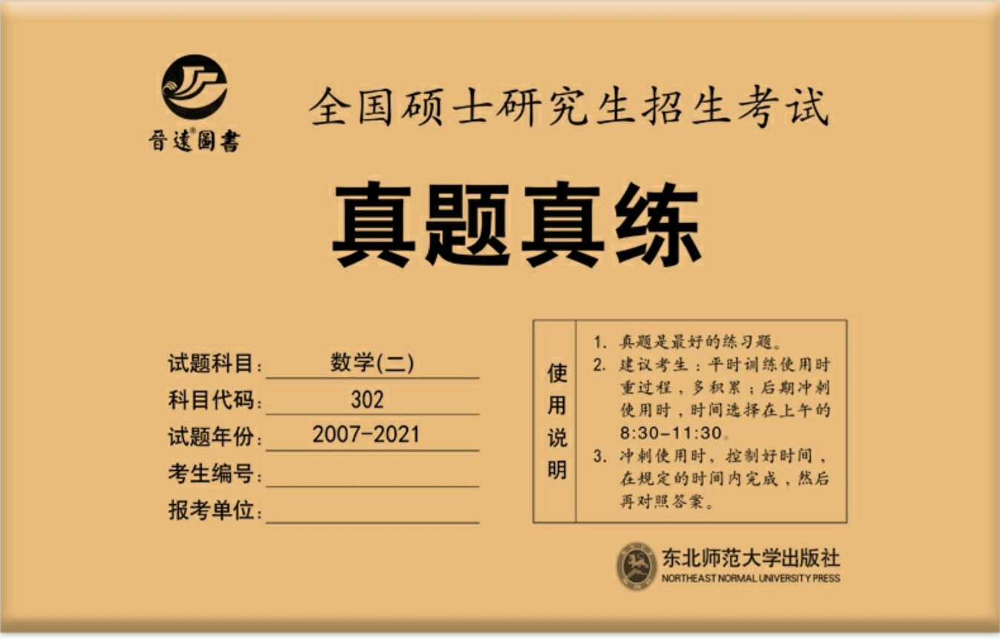 晋远®圖書
全国硕士研究生招生考试
真题真练
试题科目: 数学(二)
科目代码: 302
试题年份: 2007-2021
考生编号:
报考单位:
使用说明
1. 真题是最好的练习题。
2. 建议考生:平时训练使用时
重过程,多积累;后期冲刺
使用时,时间选择在上午的
8:30-11:30。
3. 冲刺使用时,控制好时间,
在规定的时间内完成,然后
再对照答案。
东北师范大学出版社
NORTHEAST NORMAL UNIVERSITY PRESS